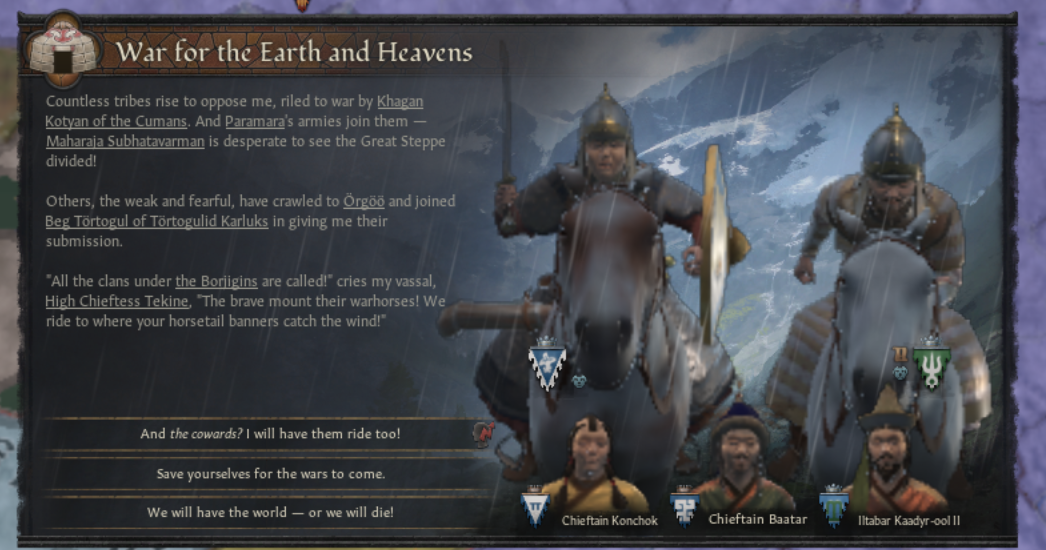 War for the Earth and Heavens
Countless tribes rise to oppose me, riled to war by Khagan
Kotyan of the Cumans. And Paramara's armies join them —
Maharaja Subhatavarman is desperate to see the Great Steppe
divided!
Others, the weak and fearful, have crawled to Örgöö and joined
Beg Törtogul of Törtogulid Karluks in giving me their
submission.
"All the clans under the Borjigins are called!" cries my vassal,
High Chieftess Tekine, "The brave mount their warhorses! We
ride to where your horsetail banners catch the wind!"
And the cowards? I will have them ride too!
Save yourselves for the wars to come.
We will have the world — or we will die!
Chieftain Konchok
Chieftain Baatar
Iltabar Kaadyr-ool II